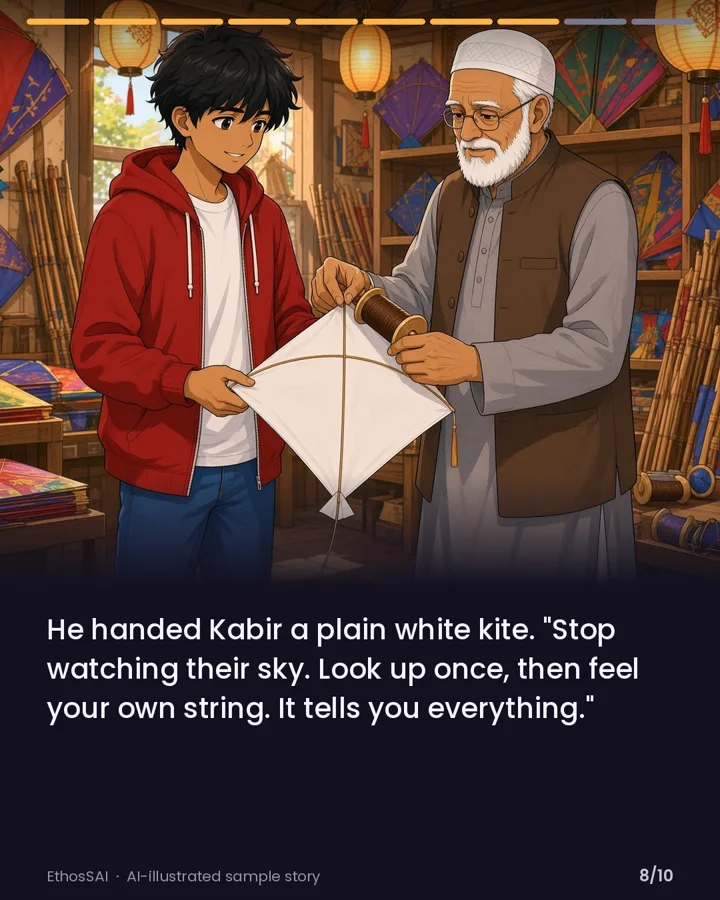 He handed Kabir a plain white kite. "Stop
watching their sky. Look up once, then feel
your own string. It tells you everything."
EthosSAI · AI-illustrated sample story
8/10